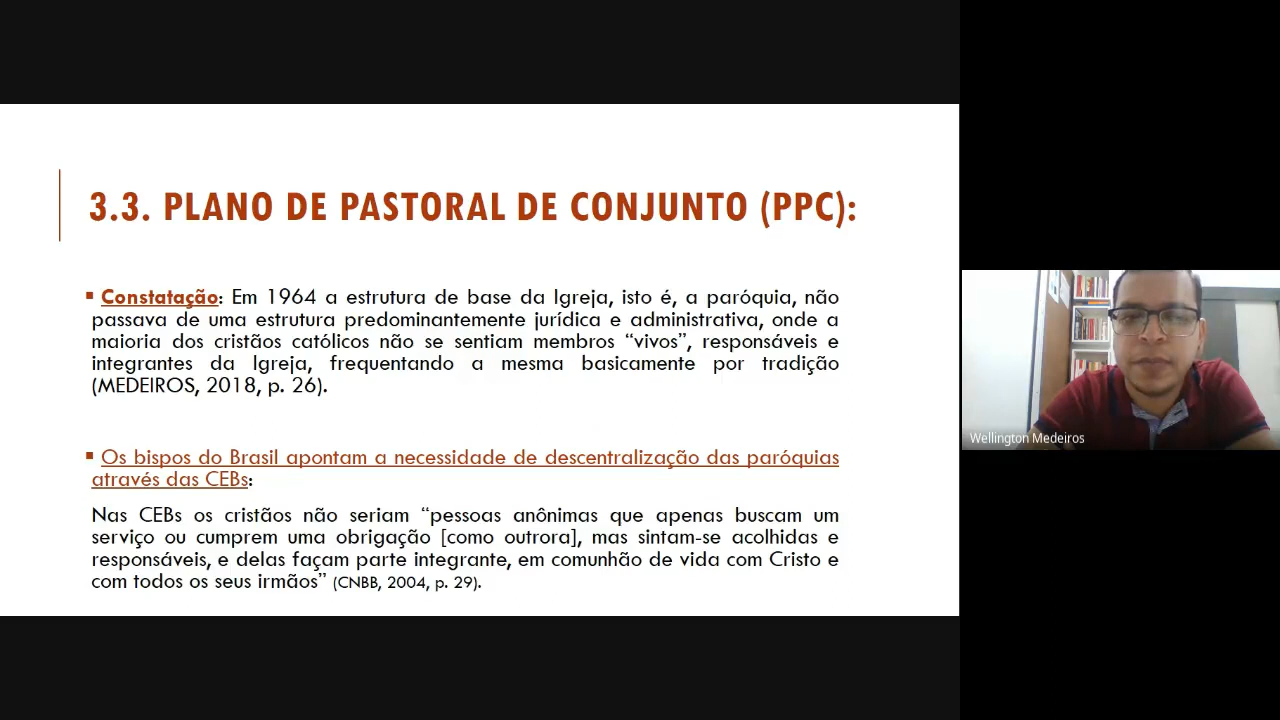 3.3. PLANO DE PASTORAL DE CONJUNTO (PPC):
▪ Constatação: Em 1964 a estrutura de base da Igreja, isto é, a paróquia, não
passava de uma estrutura predominantemente jurídica e administrativa, onde a
maioria dos cristãos católicos não se sentiam membros “vivos”, responsáveis e
integrantes da Igreja, frequentando a mesma basicamente por tradição
(MEDEIROS, 2018, p. 26).
▪ Os bispos do Brasil apontam a necessidade de descentralização das paróquias
através das CEBs:
Nas CEBs os cristãos não seriam “pessoas anônimas que apenas buscam um
serviço ou cumprem uma obrigação [como outrora], mas sintam-se acolhidas e
responsáveis, e delas façam parte integrante, em comunhão de vida com Cristo e
com todos os seus irmãos” (CNBB, 2004, p. 29).
Wellington Medeiros